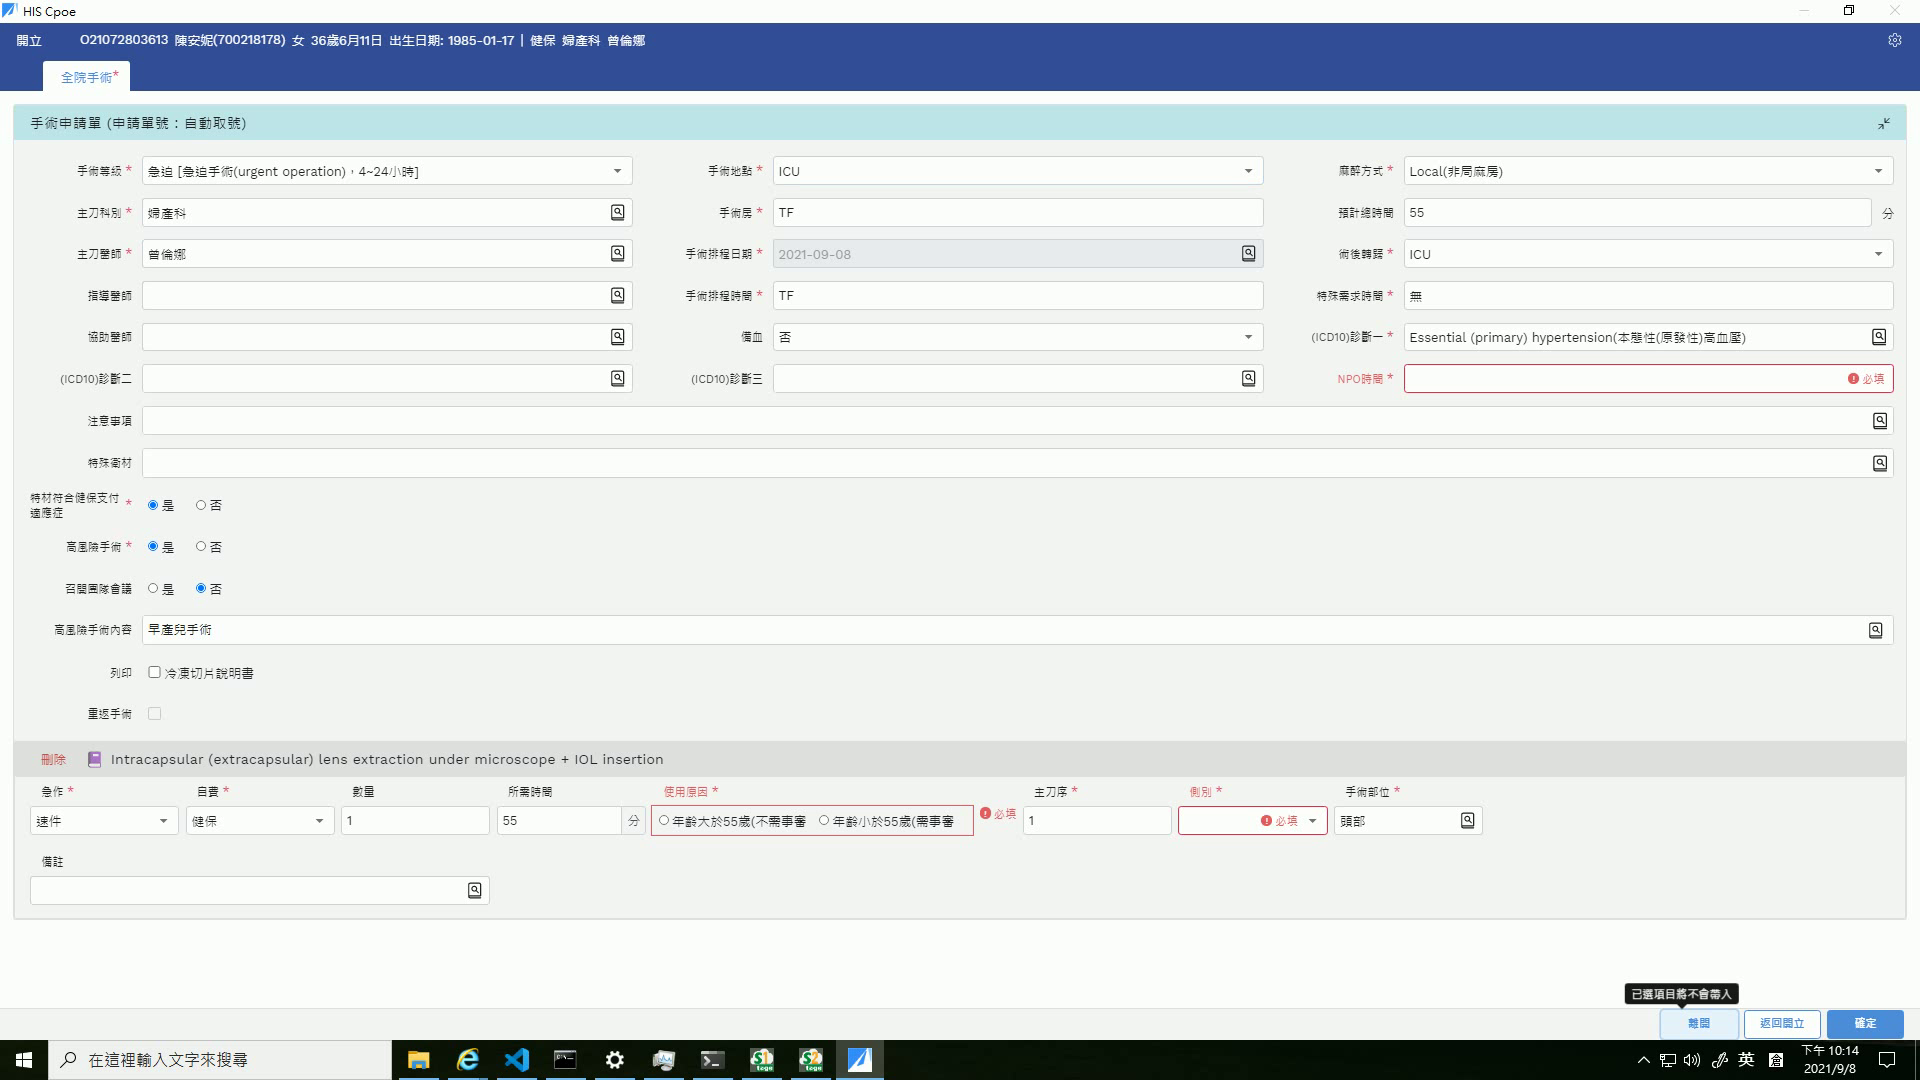 HIS Cpoe
開立 O21072803613 陳安妮(700218178) 女 36歲6月11日 出生日期: 1985-01-17 | 健保 婦產科 曾倫娜
全院手術*
手術申請單 (申請單號：自動取號)
手術等級 * 急迫 [急迫手術(urgent operation)，4~24小時] 手術地點 * ICU 麻醉方式 * Local(非局麻房)
主刀科別 * 婦產科 手術房 * TF 預計總時間 55 分
主刀醫師 * 曾倫娜 手術排程日期 * 2021-09-08 術後轉歸 * ICU
指導醫師 手術排程時間 * TF 特殊需求時間 * 無
協助醫師 備血 否 (ICD10)診斷一 * Essential (primary) hypertension(本態性(原發性)高血壓)
(ICD10)診斷二 (ICD10)診斷三 NPO時間 * 必填
注意事項
特殊衛材
特材符合健保支付適應症 * 是 否
高風險手術 * 是 否
召開團隊會議 是 否
高風險手術內容 早產兒手術
列印 冷凍切片說明書
重返手術
刪除 Intracapsular (extracapsular) lens extraction under microscope + IOL insertion
急作 * 自費 * 數量 所需時間 使用原因 * 主刀序 * 側別 * 手術部位 *
速件 健保 1 55 分 年齡大於55歲(不需事審 年齡小於55歲(需事審 必填 1 必填 頭部
備註
已選項目將不會帶入
離開 返回開立 確定
在這裡輸入文字來搜尋
英
下午 10:14
2021/9/8